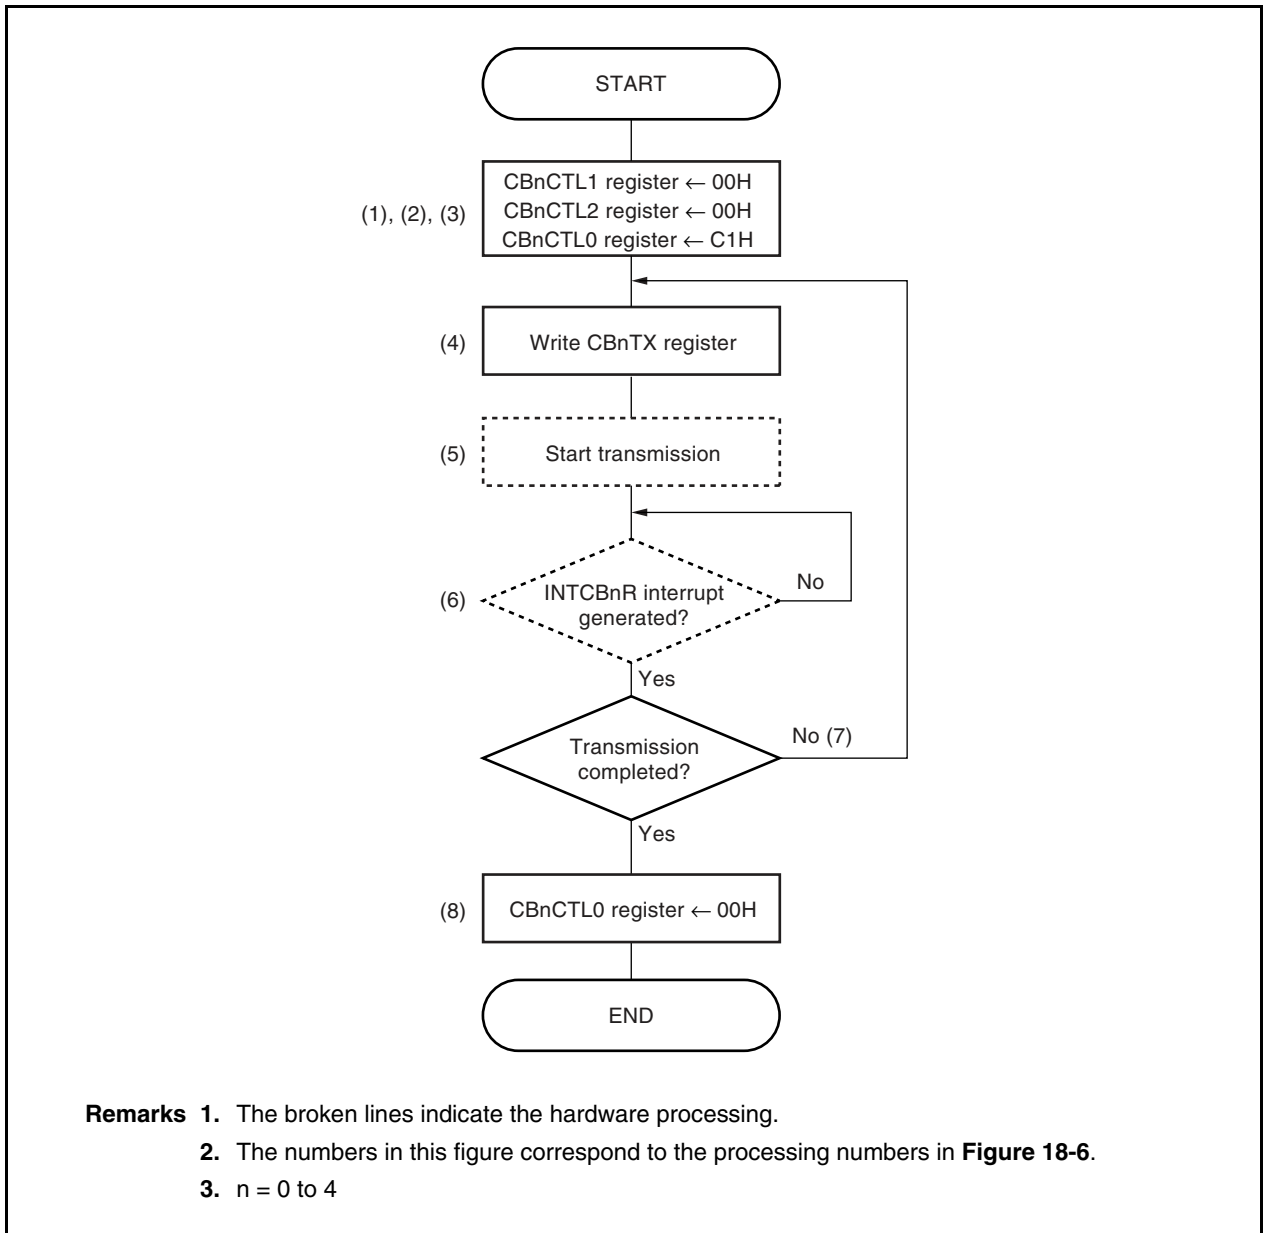 START
(1), (2), (3)
CBnCTL1 register ← 00H
CBnCTL2 register ← 00H
CBnCTL0 register ← C1H
(4)
Write CBnTX register
(5)
Start transmission
(6)
INTCBnR interrupt
generated?
No
Yes
Transmission
completed?
No (7)
Yes
(8)
CBnCTL0 register ← 00H
END
Remarks 1. The broken lines indicate the hardware processing.
2. The numbers in this figure correspond to the processing numbers in Figure 18-6.
3. n = 0 to 4